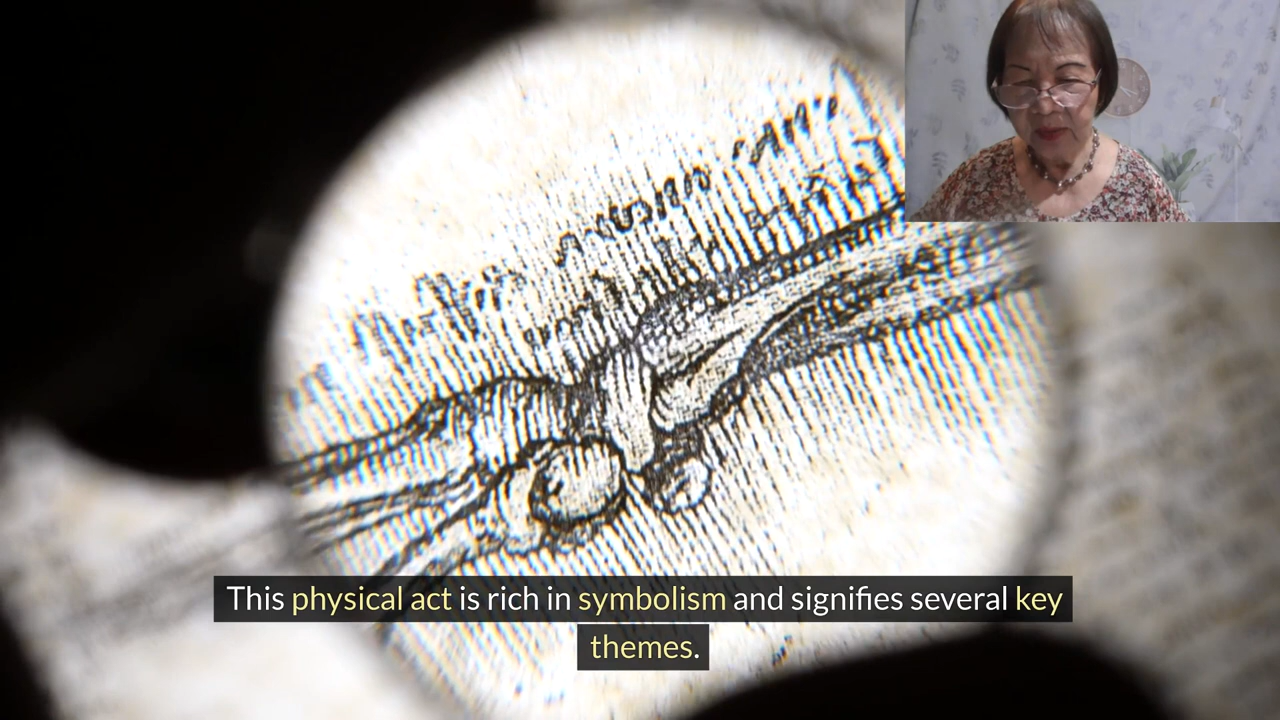 This physical act is rich in symbolism and signifies several key
themes.